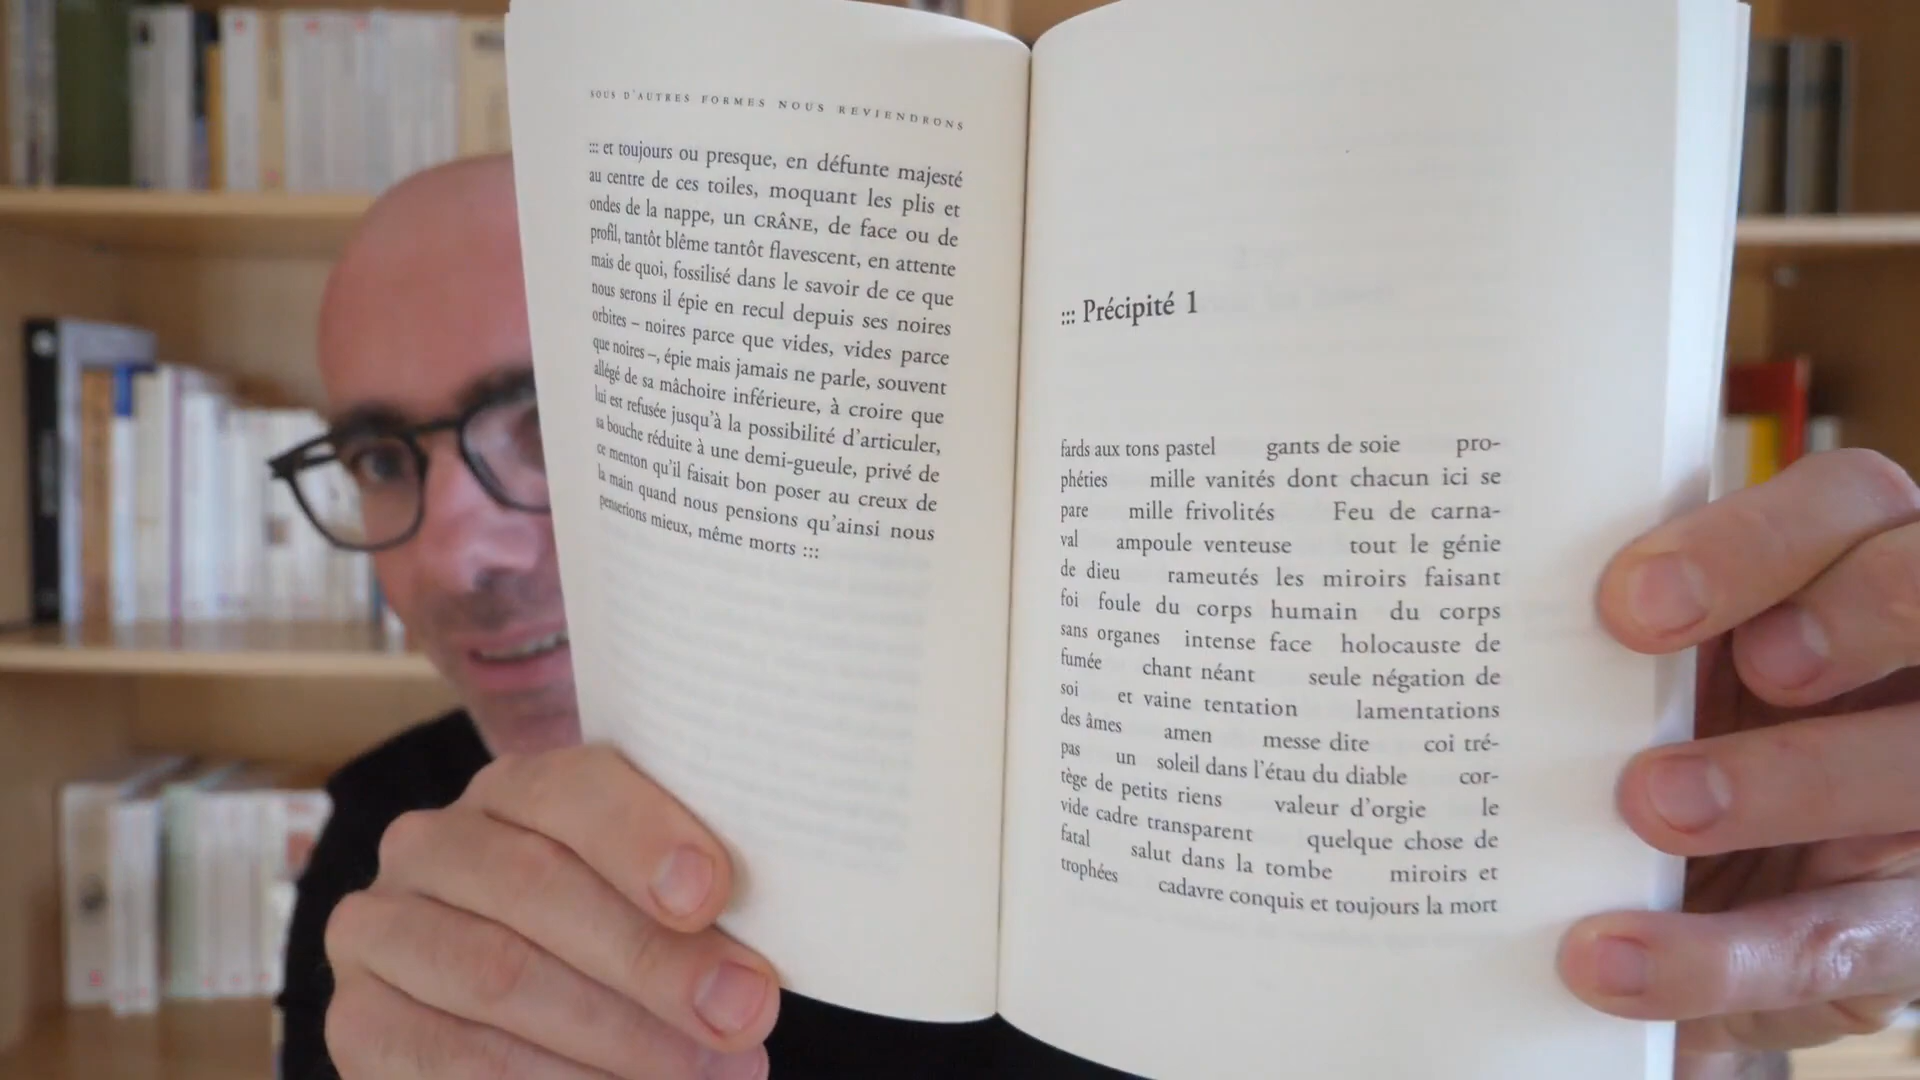 SOUS D'AUTRES FORMES NOUS REVIENDRONS
::: et toujours ou presque, en défunte majesté
au centre de ces toiles, moquant les plis et
ondes de la nappe, un CRÂNE, de face ou de
profil, tantôt blême tantôt flavescent, en attente
mais de quoi, fossilisé dans le savoir de ce que
nous serons il épie en recul depuis ses noires
orbites – noires parce que vides, vides parce
que noires –, épie mais jamais ne parle, souvent
allégé de sa mâchoire inférieure, à croire que
lui est refusée jusqu'à la possibilité d'articuler,
sa bouche réduite à une demi-gueule, privé de
ce menton qu'il faisait bon poser au creux de
la main quand nous pensions qu'ainsi nous
penserions mieux, même morts :::
::: Précipité 1
fards aux tons pastel gants de soie pro-
phéties mille vanités dont chacun ici se
pare mille frivolités Feu de carna-
val ampoule venteuse tout le génie
de dieu rameutés les miroirs faisant
foi foule du corps humain du corps
sans organes intense face holocauste de
fumée chant néant seule négation de
soi et vaine tentation lamentations
des âmes amen messe dite coi tré-
pas un soleil dans l'étau du diable cor-
tège de petits riens valeur d'orgie le
vide cadre transparent quelque chose de
fatal salut dans la tombe miroirs et
trophées cadavre conquis et toujours la mort